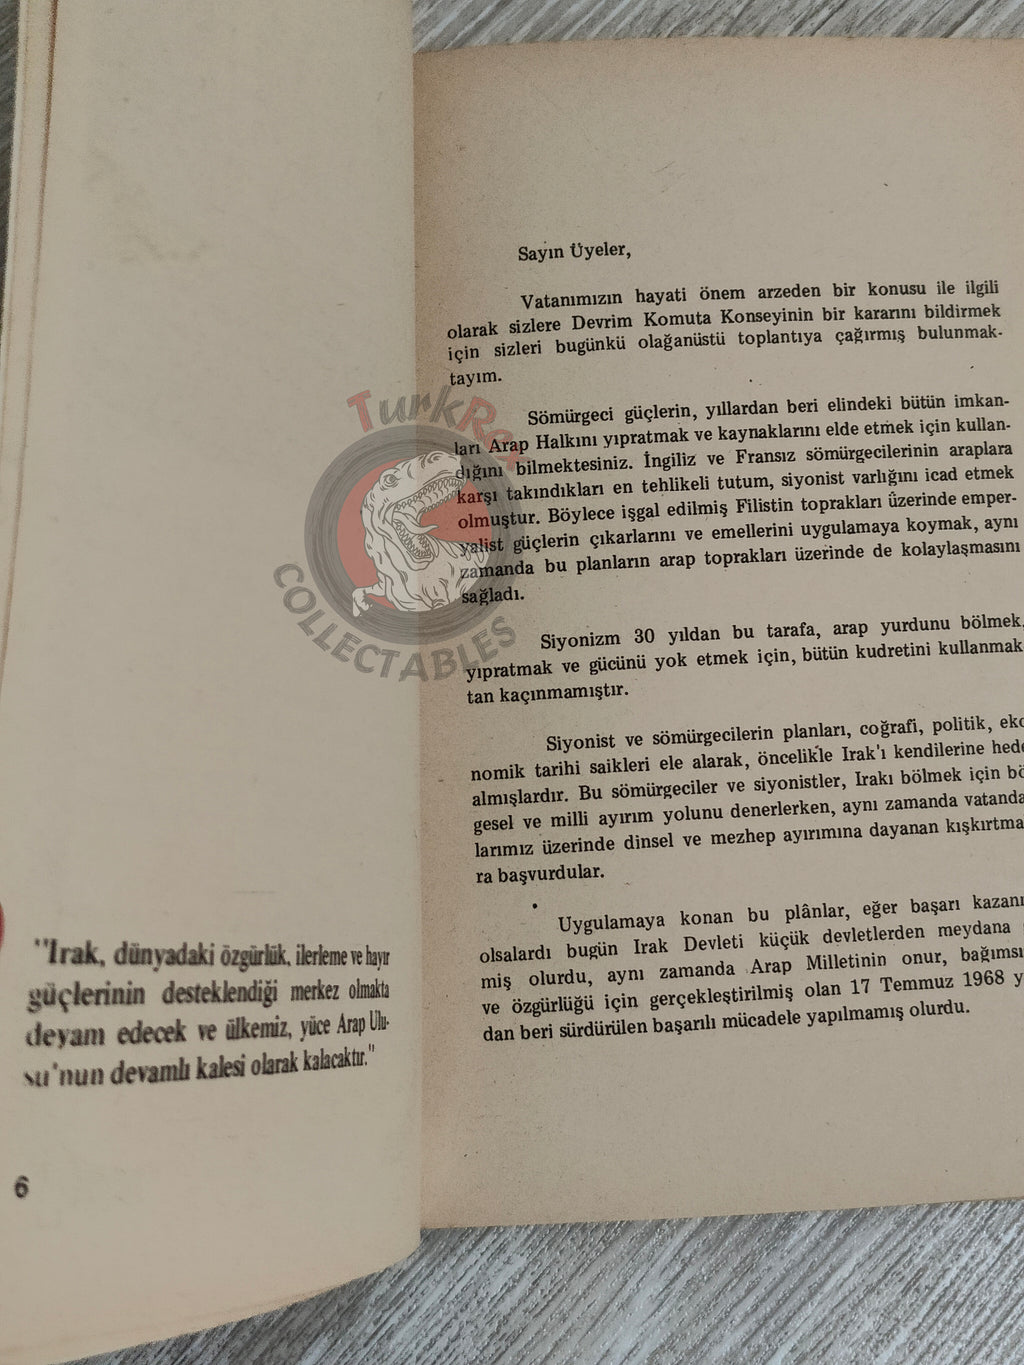 "Irak, dünyadaki özgürlük, ilerleme ve hayır
güçlerinin desteklendiği merkez olmakta
devam edecek ve ülkemiz, yüce Arap Ulu-
su'nun devamlı kalesi olarak kalacaktır."
6
Sayın Üyeler,
Vatanımızın hayati önem arzeden bir konusu ile ilgili
olarak sizlere Devrim Komuta Konseyinin bir kararını bildirmek
için sizleri bugünkü olağanüstü toplantıya çağırmış bulunmak-
tayım.
Sömürgeci güçlerin, yıllardan beri elindeki bütün imkan-
ları Arap Halkını yıpratmak ve kaynaklarını elde etmek için kullan-
dığını bilmektesiniz. İngiliz ve Fransız sömürgecilerinin araplara
karşı takındıkları en tehlikeli tutum, siyonist varlığını icad etmek
olmuştur. Böylece işgal edilmiş Filistin toprakları üzerinde emper-
yalist güçlerin çıkarlarını ve emellerini uygulamaya koymak, aynı
zamanda bu planların arap toprakları üzerinde de kolaylaşmasını
sağladı.
Siyonizm 30 yıldan bu tarafa, arap yurdunu bölmek,
yıpratmak ve gücünü yok etmek için, bütün kudretini kullanmak-
tan kaçınmamıştır.
Siyonist ve sömürgecilerin planları, coğrafi, politik, eko
nomik tarihi saikleri ele alarak, öncelikle Irak'ı kendilerine hede
almışlardır. Bu sömürgeciler ve siyonistler, Irakı bölmek için bö
gesel ve milli ayırım yolunu denerlerken, aynı zamanda vatanda
larımız üzerinde dinsel ve mezhep ayırımına dayanan kışkırtma
ra başvurdular.
Uygulamaya konan bu plânlar, eğer başarı kazanı
olsalardı bugün Irak Devleti küçük devletlerden meydana
miş olurdu, aynı zamanda Arap Milletinin onur, bağımsı
ve özgürlüğü için gerçekleştirilmiş olan 17 Temmuz 1968 y
dan beri sürdürülen başarılı mücadele yapılmamış olurdu.
TurkRex
COLLECTABLES